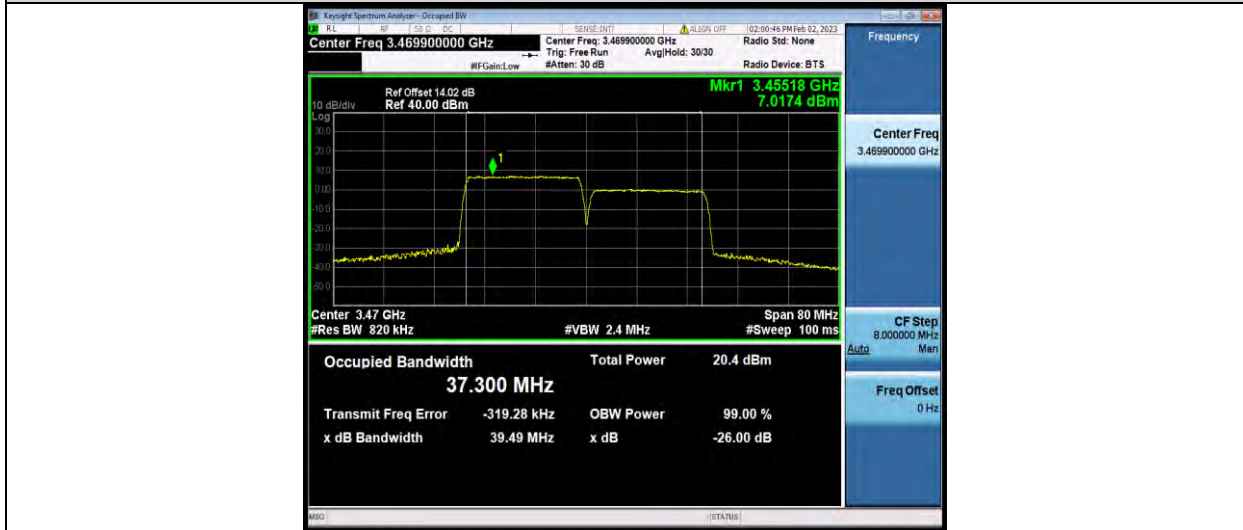 Keysight Spectrum Analyzer - Occupied BW
RL RF 50 Ω DC SENSE:INT ALIGN OFF 02:00:46 PM Feb 02, 2023
Center Freq 3.469900000 GHz
Center Freq: 3.469900000 GHz
Radio Std: None
Trig: Free Run Avg|Hold: 30/30
#IFGain:Low #Atten: 30 dB Radio Device: BTS
Frequency
Mkr1 3.45518 GHz
7.0174 dBm
Ref Offset 14.02 dB
10 dB/div Ref 40.00 dBm
Log
30.0
20.0
10.0
0.00
-10.0
-20.0
-30.0
-40.0
-50.0
1
Center 3.47 GHz Span 80 MHz
#Res BW 820 kHz #VBW 2.4 MHz #Sweep 100 ms
Center Freq
3.469900000 GHz
CF Step
8.000000 MHz
Auto Man
Freq Offset
0 Hz
Occupied Bandwidth Total Power 20.4 dBm
37.300 MHz
Transmit Freq Error -319.28 kHz OBW Power 99.00 %
x dB Bandwidth 39.49 MHz x dB -26.00 dB
MSG STATUS